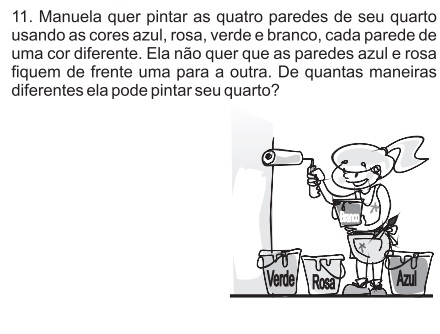 11. Manuela quer pintar as quatro paredes de seu quarto
usando as cores azul, rosa, verde e branco, cada parede de
uma cor diferente. Ela não quer que as paredes azul e rosa
fiquem de frente uma para a outra. De quantas maneiras
diferentes ela pode pintar seu quarto?
Verde
Rosa
Azul